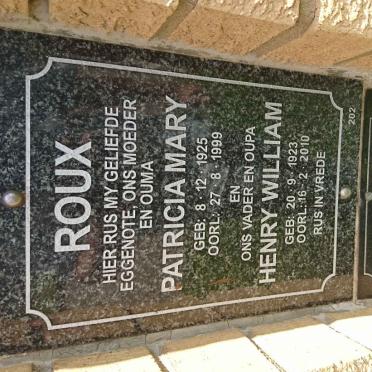 ROUX
HIER RUS MY GELIEFDE
EGGENOTE, ONS MOEDER
EN OUMA
PATRICIA MARY
GEB: 8 · 12 · 1925
OORL: 27 · 8 · 1999
EN
ONS VADER EN OUPA
HENRY WILLIAM
GEB: 20 · 9 · 1923
OORL: 16 · 2 · 2010
RUS IN VREDE
202